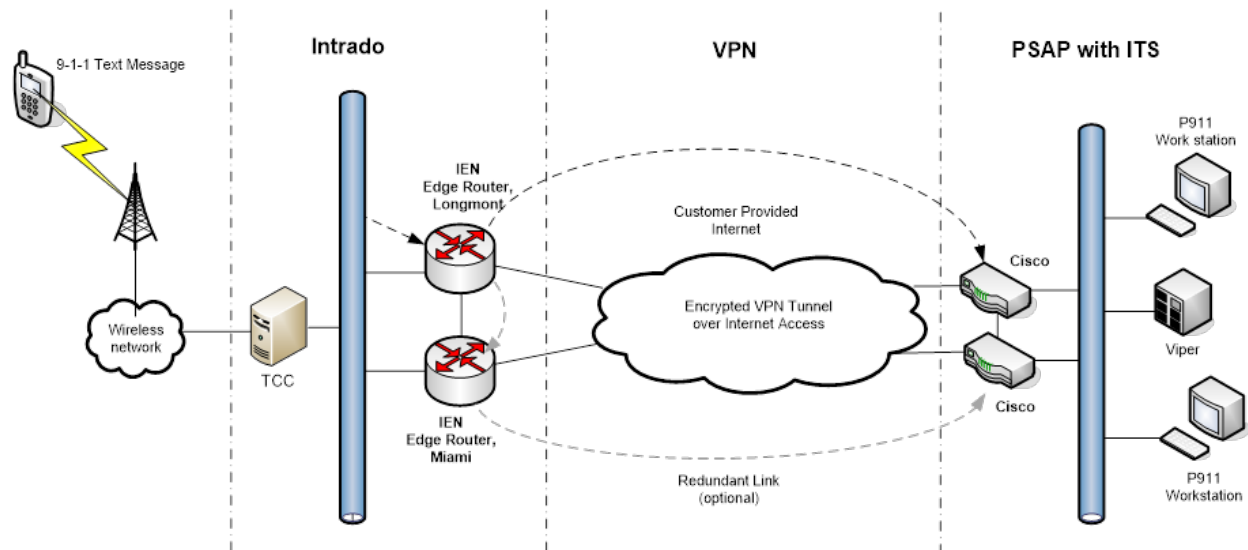 Intrado
VPN
PSAP with ITS
9-1-1 Text Message
P911
Work station
IEN
Edge Router,
Longmont
Customer Provided
Internet
Cisco
Encrypted VPN Tunnel
over Internet Access
Wireless
network
TCC
Viper
Cisco
IEN
Edge Router,
Miami
Redundant Link
(optional)
P911
Workstation